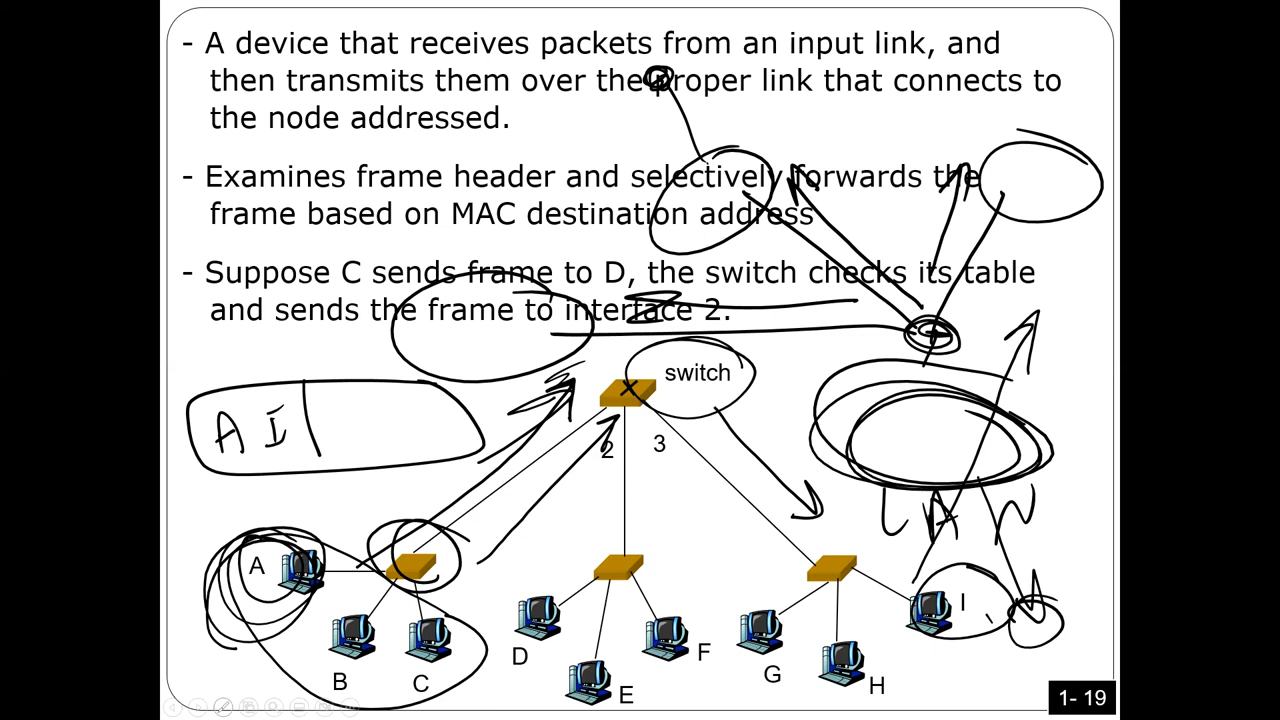 - A device that receives packets from an input link, and
then transmits them over the proper link that connects to
the node addressed.
- Examines frame header and selectively forwards the
frame based on MAC destination address
- Suppose C sends frame to D, the switch checks its table
and sends the frame to interface 2.
switch
A I
2 3
LAN
A
I
B C D E F G H
1- 19